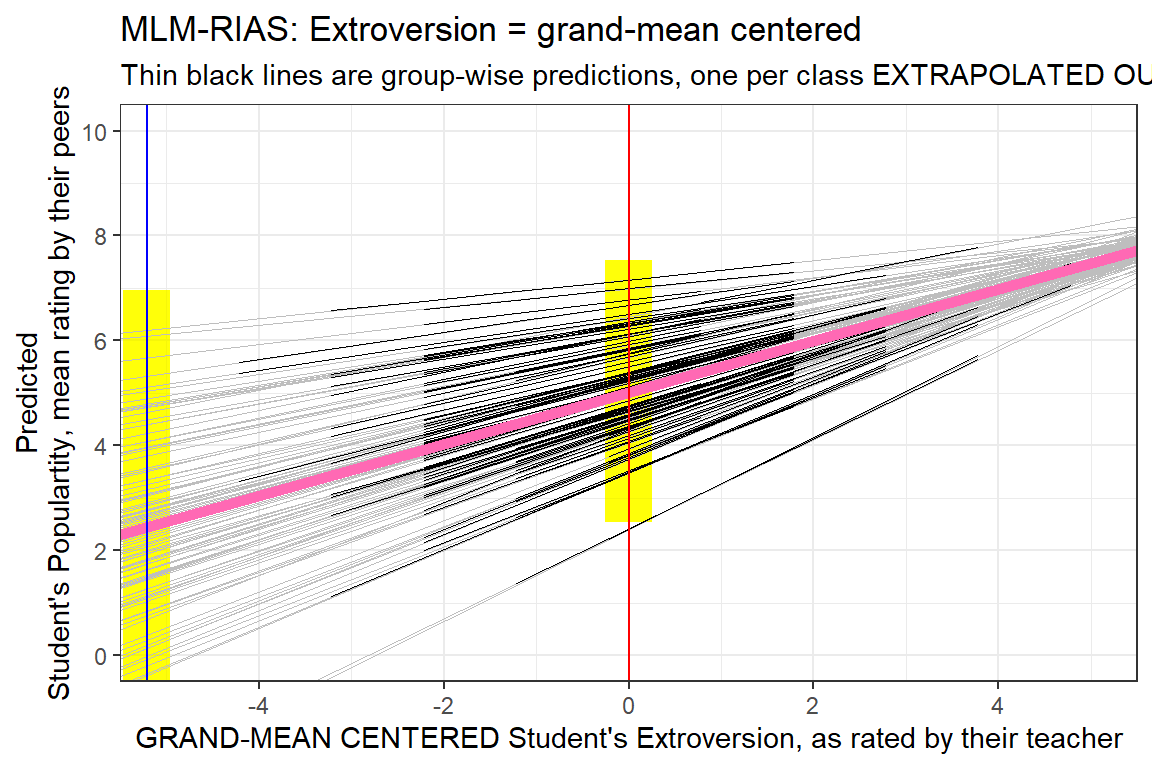 MLM-RIAS: Extroversion = grand-mean centered
Thin black lines are group-wise predictions, one per class EXTRAPOLATED OU
Predicted
Student's Popultartity, mean rating by their peers
10
8
6
4
2
0
-4
-2
0
2
4
GRAND-MEAN CENTERED Student's Extroversion, as rated by their teacher